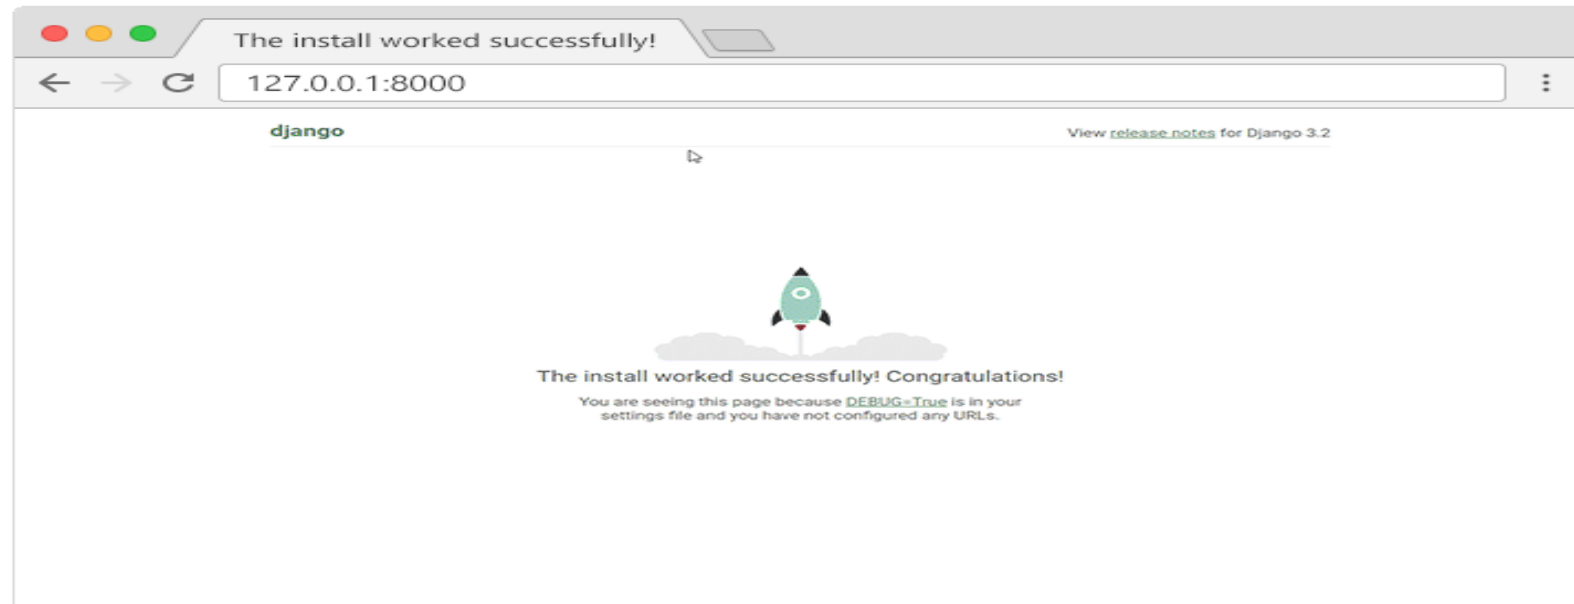 The install worked successfully!
127.0.0.1:8000
django
View release notes for Django 3.2
The install worked successfully! Congratulations!
You are seeing this page because DEBUG=True is in your
settings file and you have not configured any URLs.